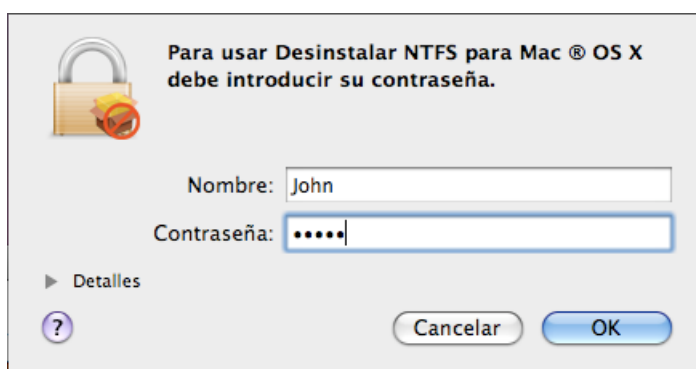 Para usar Desinstalar NTFS para Mac ® OS X
debe introducir su contraseña.
Nombre: John
Contraseña: •••••
Detalles
? Cancelar OK